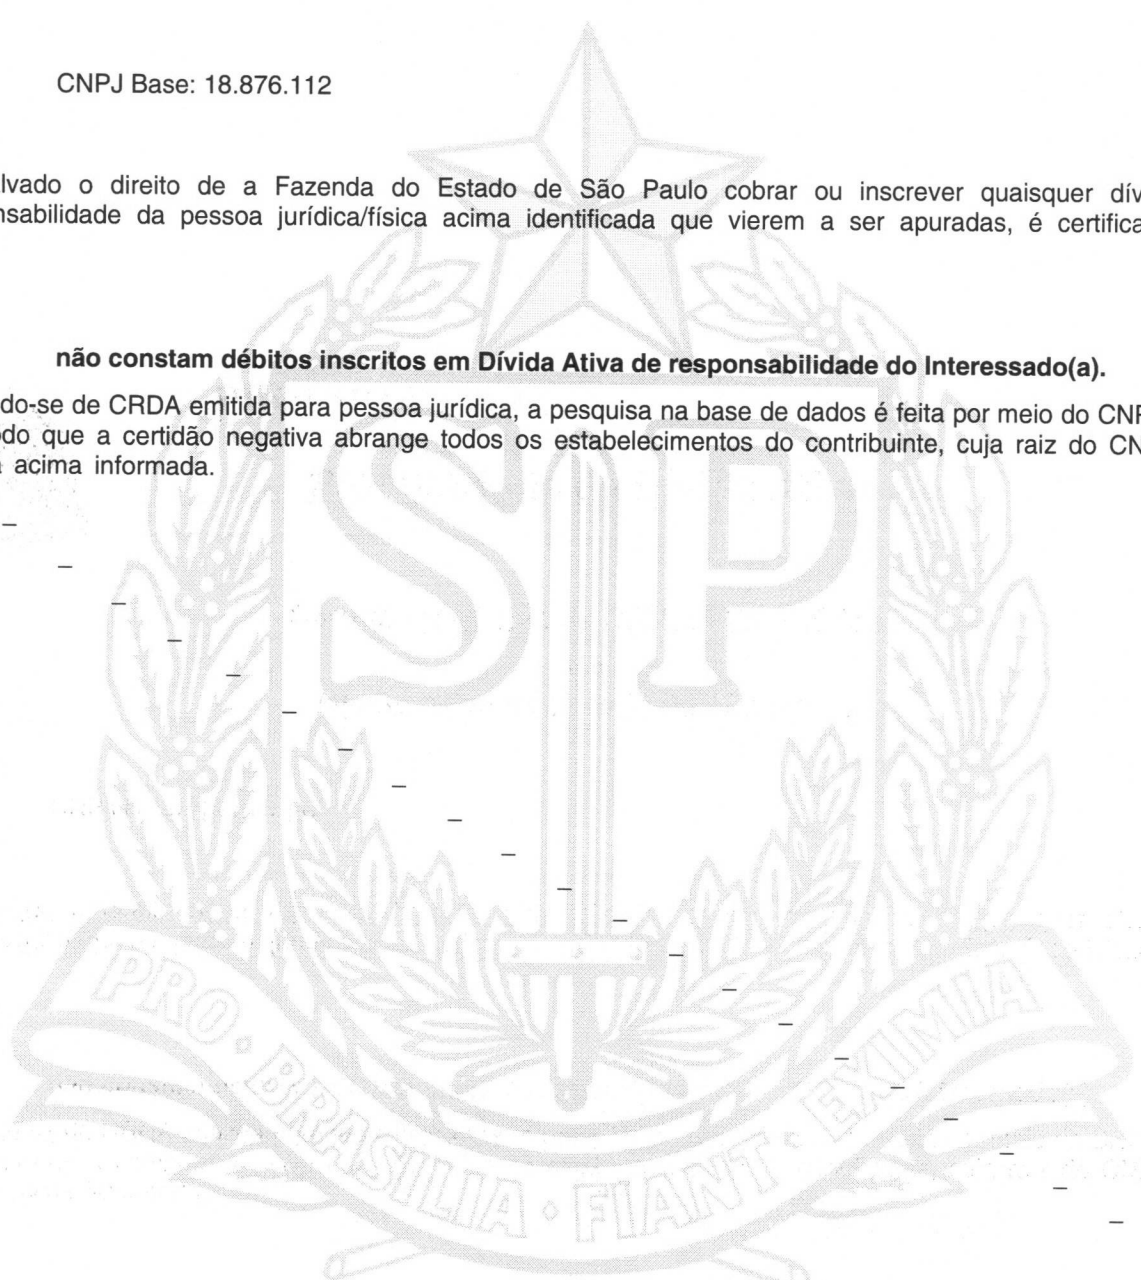 CNPJ Base: 18.876.112
lvado o direito de a Fazenda do Estado de São Paulo cobrar ou inscrever quaisquer dív
nsabilidade da pessoa jurídica/física acima identificada que vierem a ser apuradas, é certifica
não constam débitos inscritos em Dívida Ativa de responsabilidade do Interessado(a).
do-se de CRDA emitida para pessoa jurídica, a pesquisa na base de dados é feita por meio do CNP
odo que a certidão negativa abrange todos os estabelecimentos do contribuinte, cuja raiz do CN
acima informada.
SP
PRO • BRASILIA • FIANT • EXIMIA